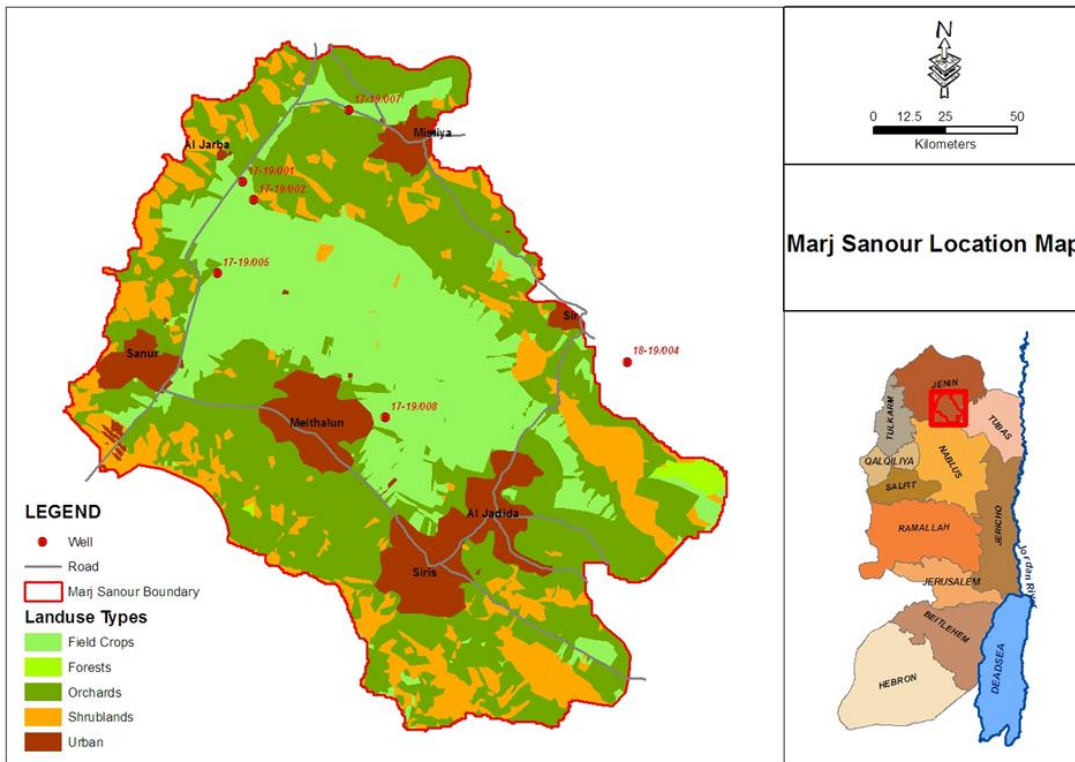 17-19/007
Misliya
Al Jarba
17-19/001
17-19/002
17-19/005
Sir
18-19/004
Sanur
Meithalun
17-19/008
Al Jadida
Siris
LEGEND
Well
Road
Marj Sanour Boundary
Landuse Types
Field Crops
Forests
Orchards
Shrublands
Urban
N
0 12.5 25 50
Kilometers
Marj Sanour Location Map
JENIN
TULKARM
TUBAS
NABLUS
QALQILIYA
SALFIT
JERICHO
RAMALLAH
Jordan River
JERUSALEM
BETLEHEM
HEBRON
DEADSEA